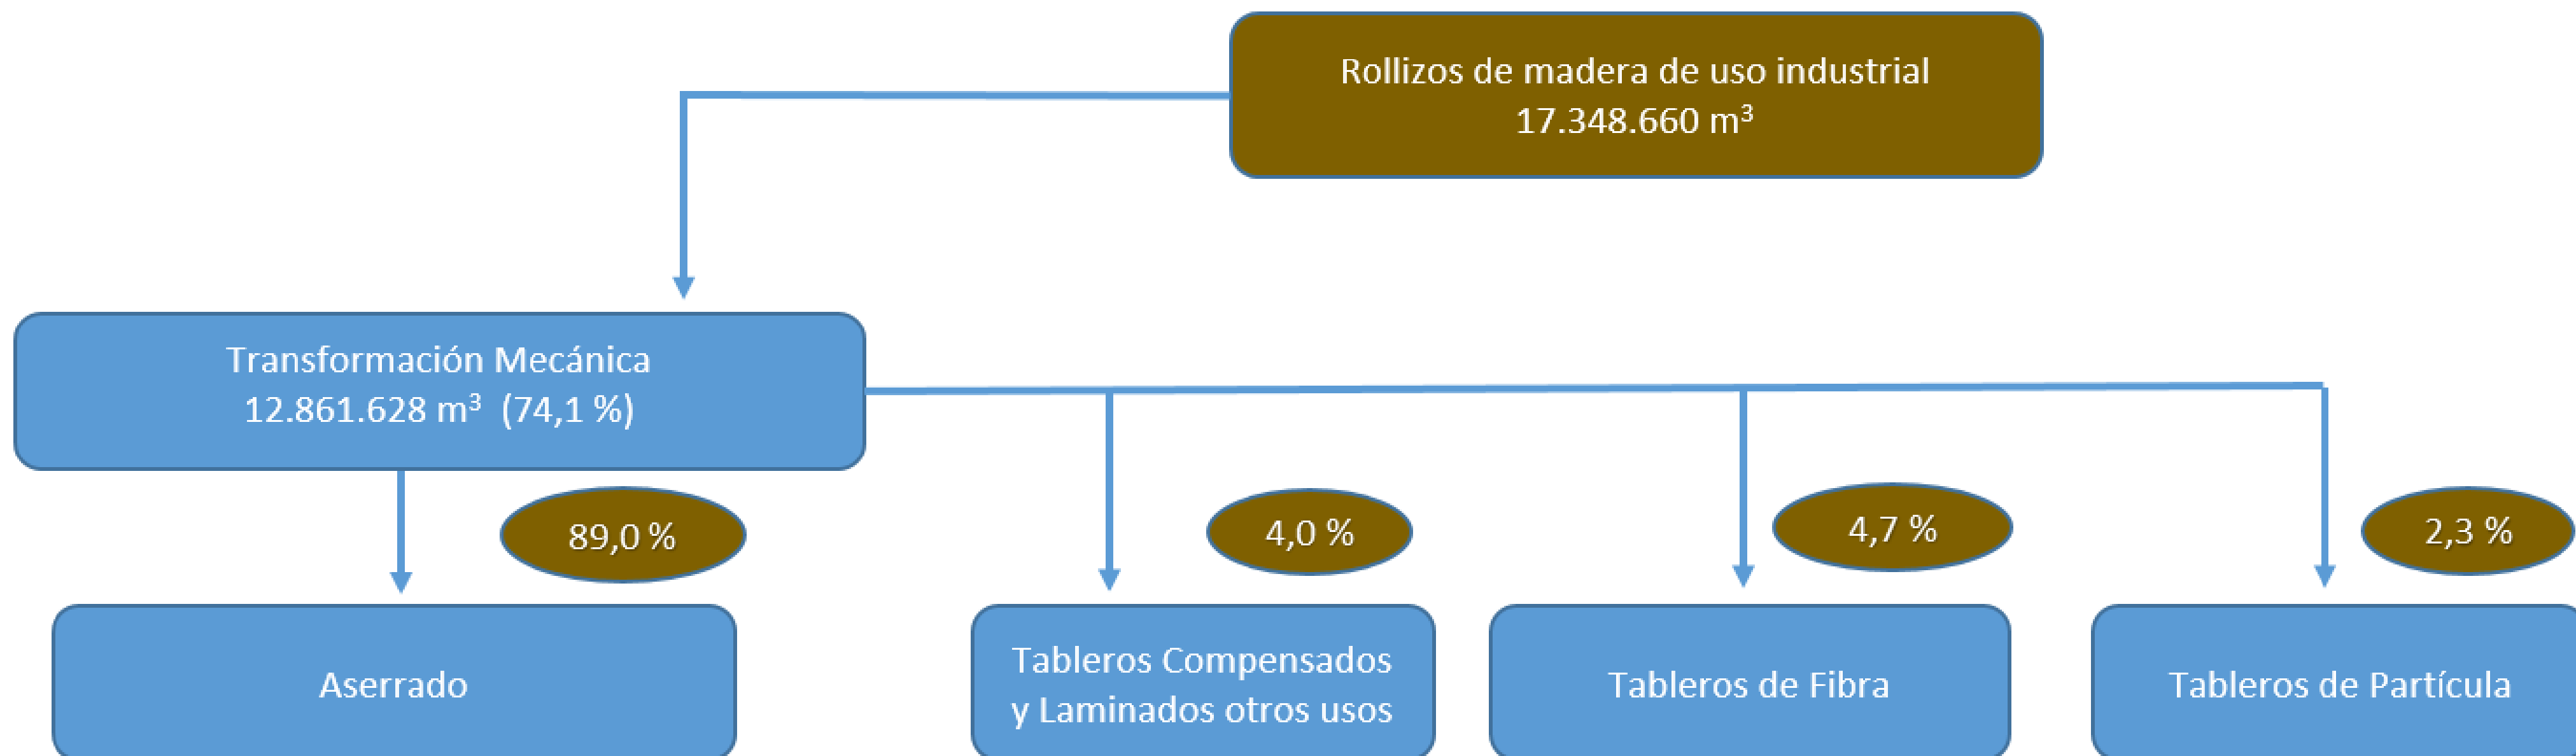 Rollizos de madera de uso industrial
17.348.660 m³
Transformación Mecánica
12.861.628 m³ (74,1 %)
89,0 %
4,0 %
4,7 %
2,3 %
Aserrado
Tableros Compensados
y Laminados otros usos
Tableros de Fibra
Tableros de Partícula